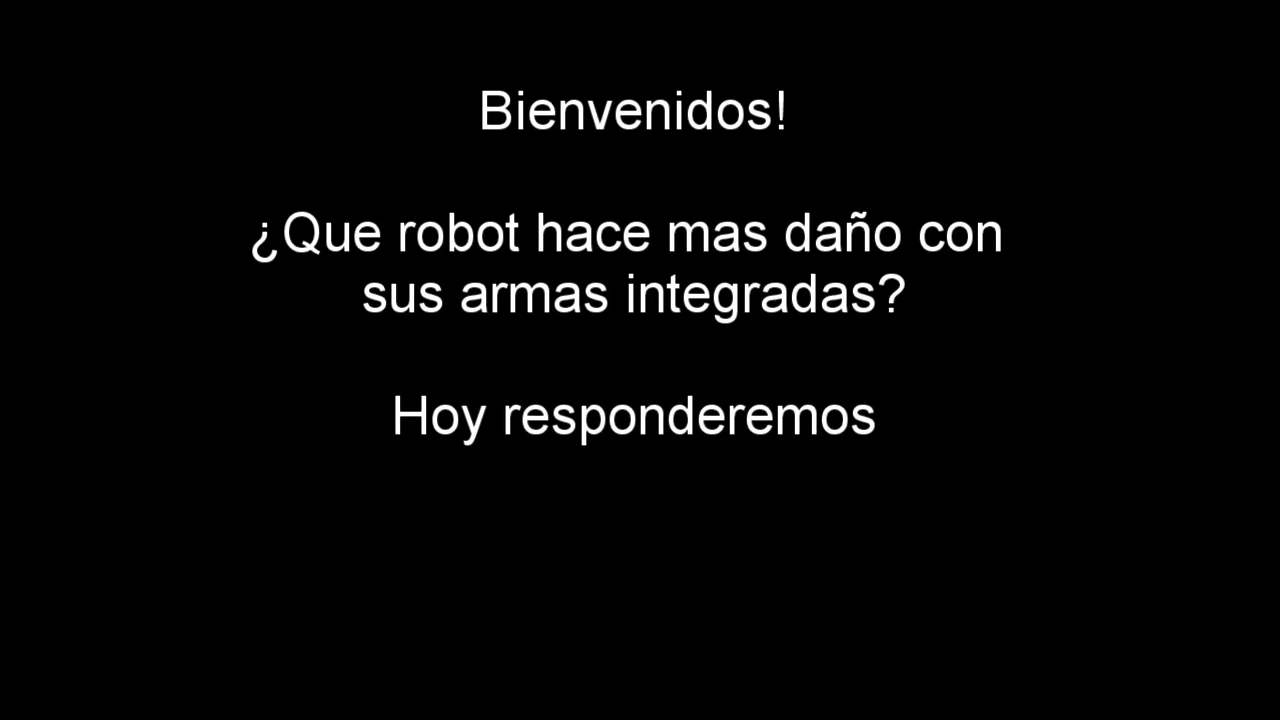 Bienvenidos!
¿Que robot hace mas daño con
sus armas integradas?
Hoy responderemos